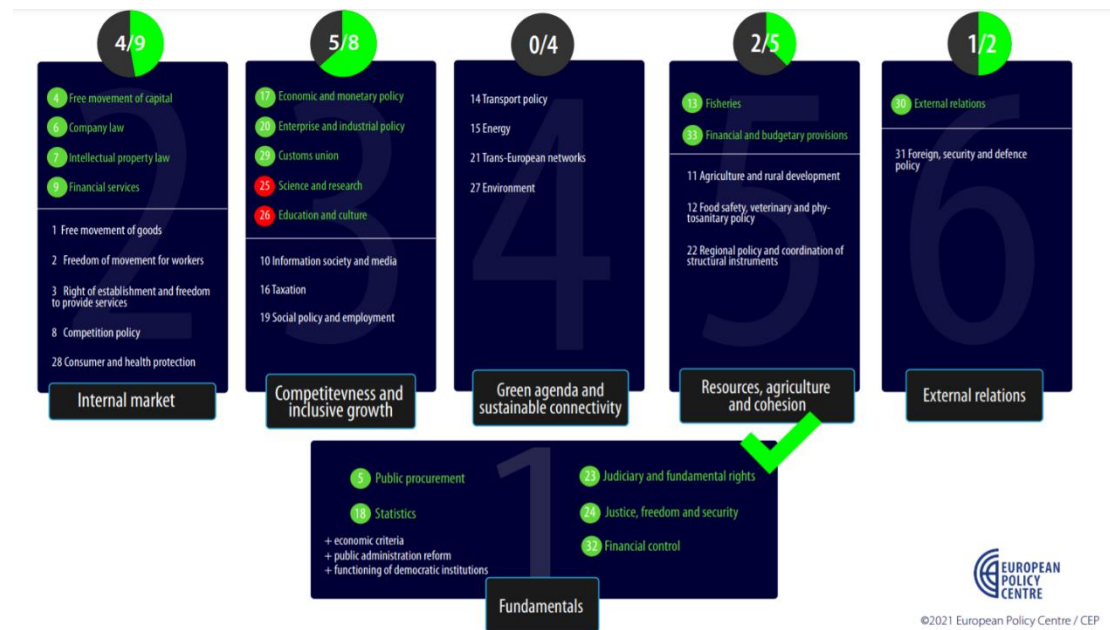 4/9
4 Free movement of capital
6 Company law
7 Intellectual property law
9 Financial services
1 Free movement of goods
2 Freedom of movement for workers
3 Right of establishment and freedom
to provide services
8 Competition policy
28 Consumer and health protection
2
Internal market
5/8
17 Economic and monetary policy
20 Enterprise and industrial policy
29 Customs union
25 Science and research
26 Education and culture
10 Information society and media
16 Taxation
19 Social policy and employment
3
Competitevness and
inclusive growth
0/4
14 Transport policy
15 Energy
21 Trans-European networks
27 Environment
4
Green agenda and
sustainable connectivity
2/5
13 Fisheries
33 Financial and budgetary provisions
11 Agriculture and rural development
12 Food safety, veterinary and phy-
tosanitary policy
22 Regional policy and coordination of
structural instruments
5
Resources, agriculture
and cohesion
1/2
30 External relations
31 Foreign, security and defence
policy
6
External relations
5 Public procurement
18 Statistics
+ economic criteria
+ public administration reform
+ functioning of democratic institutions
1
23 Judiciary and fundamental rights
24 Justice, freedom and security
32 Financial control
Fundamentals
EUROPEAN
POLICY
CENTRE
©2021 European Policy Centre / CEP